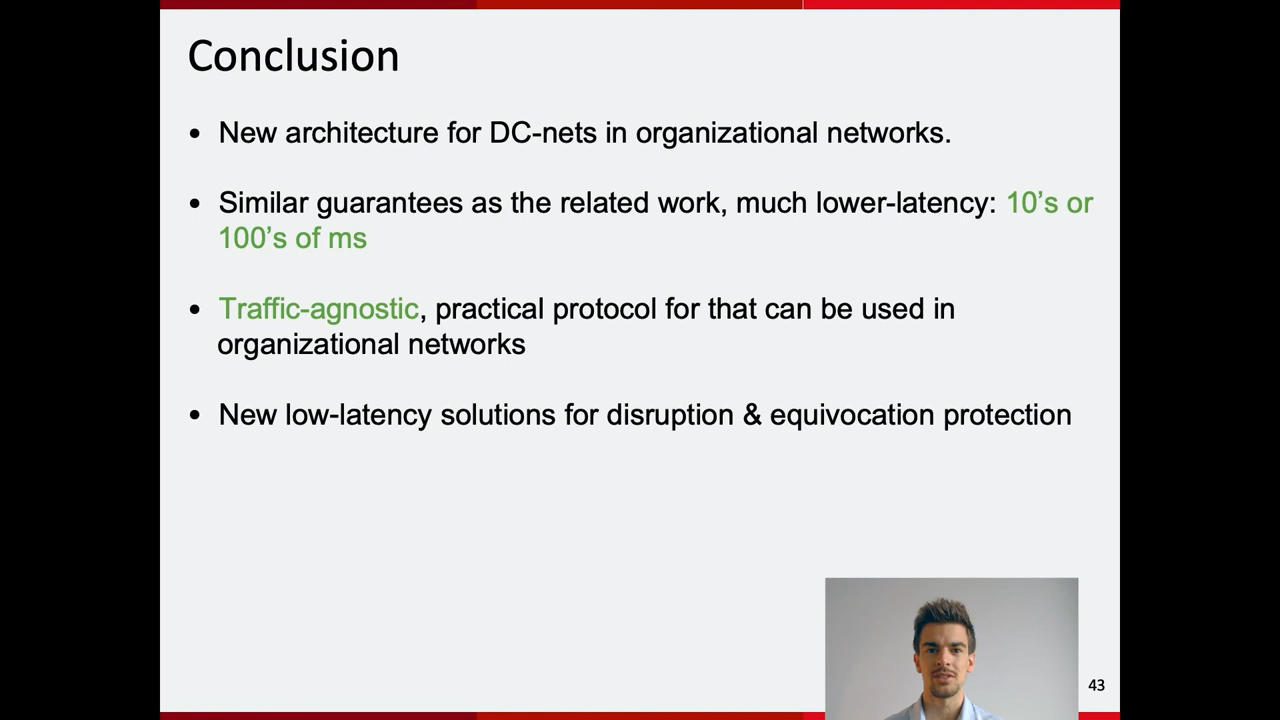 Conclusion
• New architecture for DC-nets in organizational networks.
• Similar guarantees as the related work, much lower-latency: 10’s or
100’s of ms
• Traffic-agnostic, practical protocol for that can be used in
organizational networks
• New low-latency solutions for disruption & equivocation protection
43